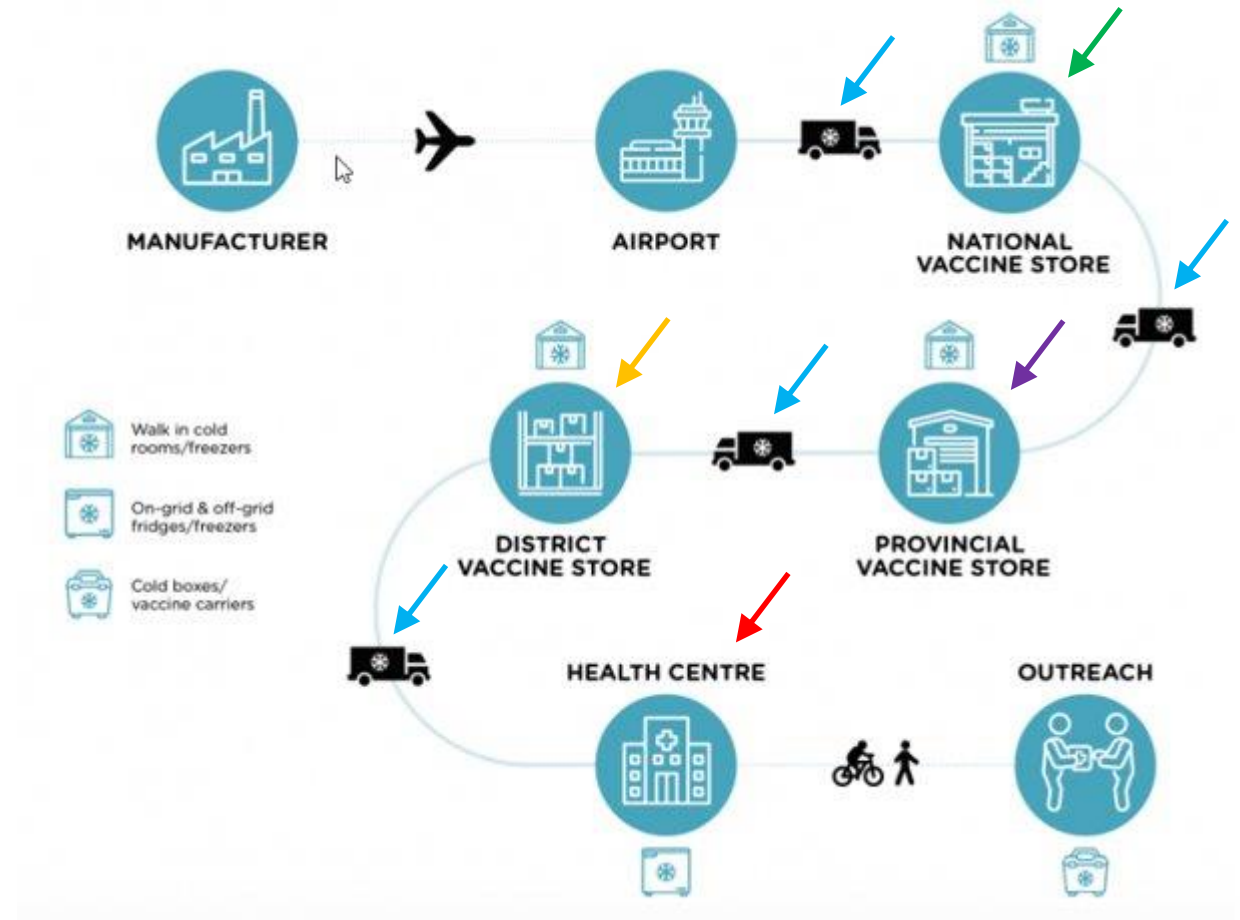 MANUFACTURER
AIRPORT
NATIONAL
VACCINE STORE
Walk in cold
rooms/freezers
On-grid & off-grid
fridges/freezers
Cold boxes/
vaccine carriers
DISTRICT
VACCINE STORE
PROVINCIAL
VACCINE STORE
HEALTH CENTRE
OUTREACH